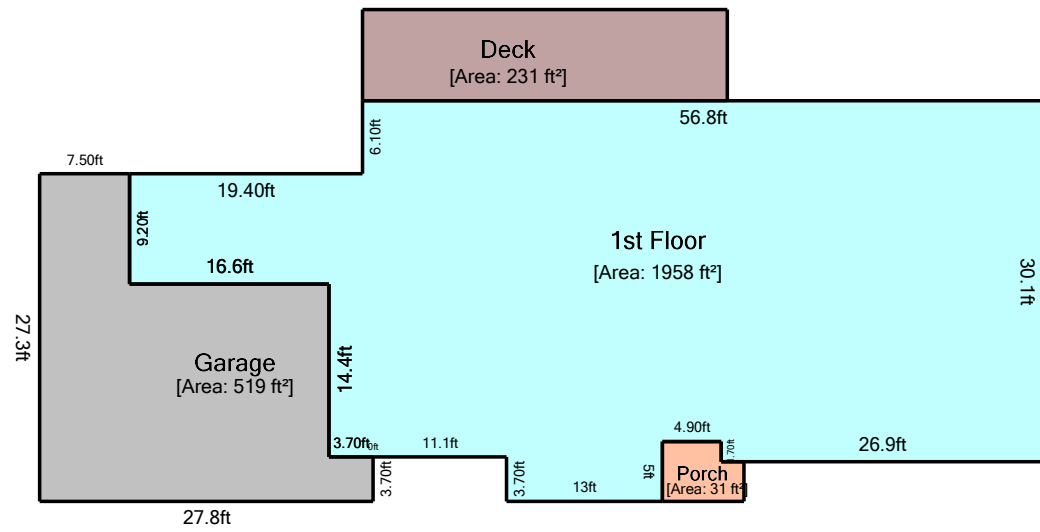 Deck
[Area: 231 ft²]
56.8ft
6.10ft
7.50ft
19.40ft
9.20ft
1st Floor
[Area: 1958 ft²]
16.6ft
30.1ft
27.3ft
Garage
[Area: 519 ft²]
14.4ft
4.90ft
3.70ft
11.1ft
26.9ft
3.70ft
3.70ft
5ft
Porch
[Area: 31 ft²]
13ft
27.8ft